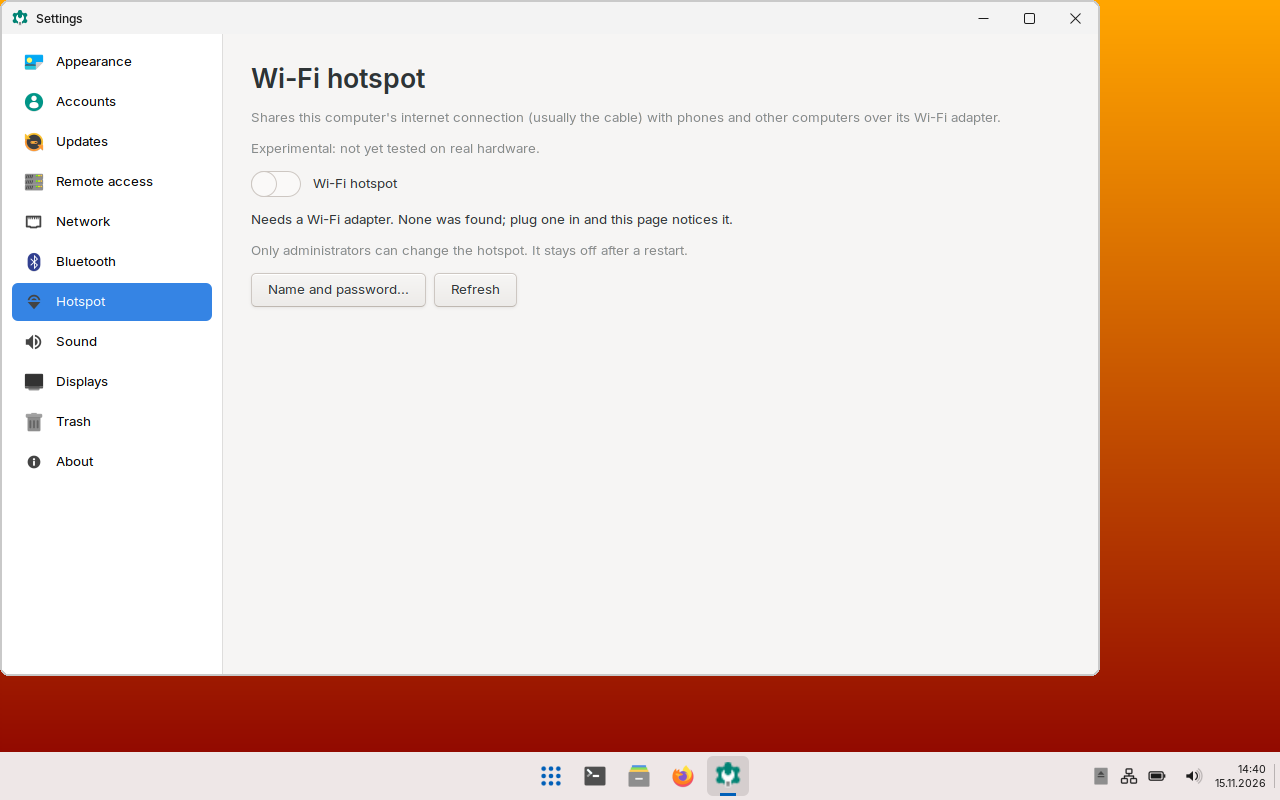 Settings
Appearance
Accounts
Updates
Remote access
Network
Bluetooth
Hotspot
Sound
Displays
Trash
About
Wi-Fi hotspot
Shares this computer's internet connection (usually the cable) with phones and other computers over its Wi-Fi adapter.
Experimental: not yet tested on real hardware.
Wi-Fi hotspot
Needs a Wi-Fi adapter. None was found; plug one in and this page notices it.
Only administrators can change the hotspot. It stays off after a restart.
Name and password...
Refresh
14:40
15.11.2026